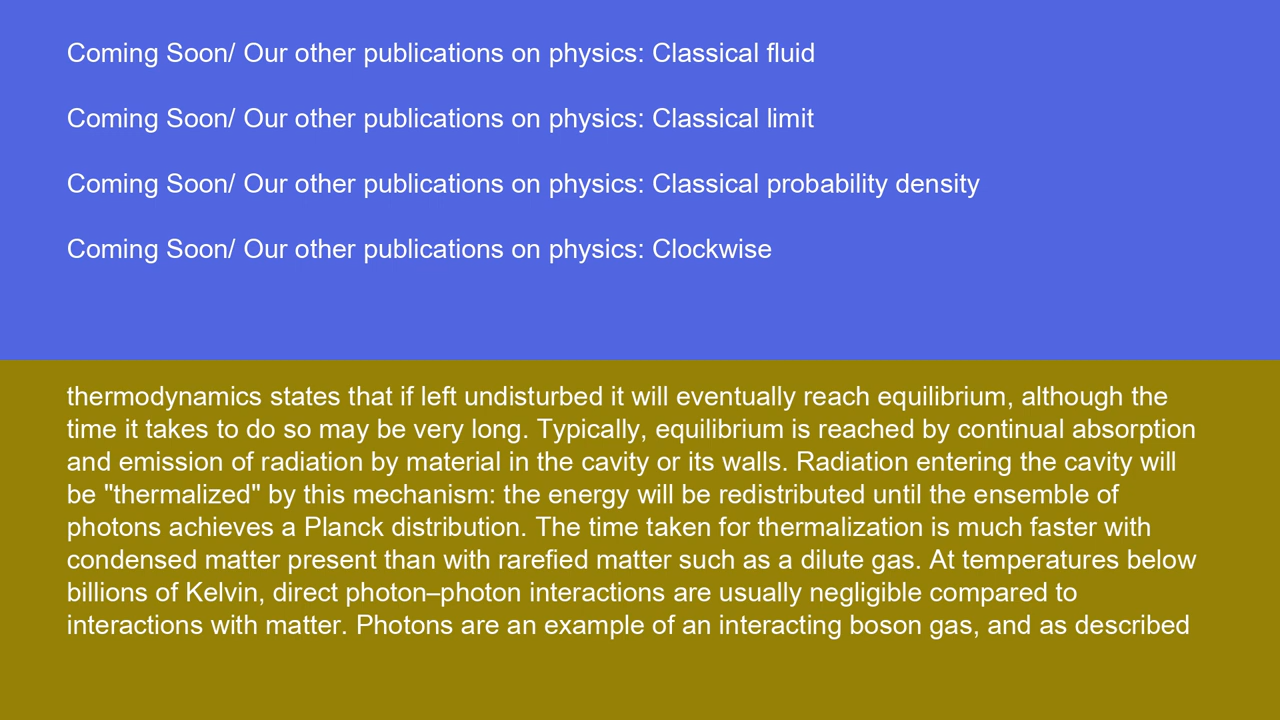 Coming Soon/ Our other publications on physics: Classical fluid
Coming Soon/ Our other publications on physics: Classical limit
Coming Soon/ Our other publications on physics: Classical probability density
Coming Soon/ Our other publications on physics: Clockwise
thermodynamics states that if left undisturbed it will eventually reach equilibrium, although the
time it takes to do so may be very long. Typically, equilibrium is reached by continual absorption
and emission of radiation by material in the cavity or its walls. Radiation entering the cavity will
be "thermalized" by this mechanism: the energy will be redistributed until the ensemble of
photons achieves a Planck distribution. The time taken for thermalization is much faster with
condensed matter present than with rarefied matter such as a dilute gas. At temperatures below
billions of Kelvin, direct photon–photon interactions are usually negligible compared to
interactions with matter. Photons are an example of an interacting boson gas, and as described